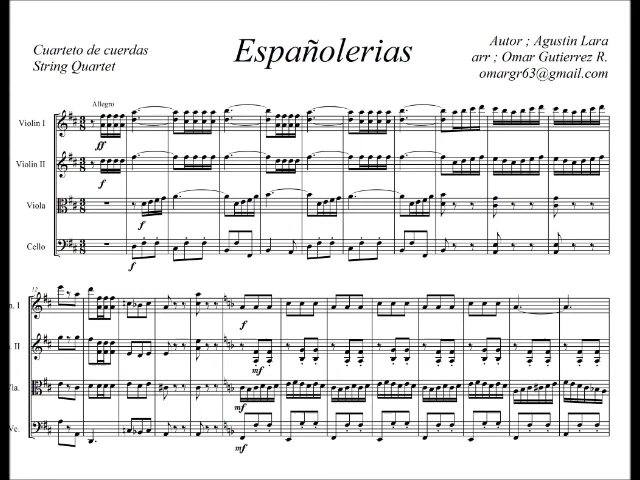 Cuarteto de cuerdas
String Quartet
Españolerias
Autor ; Agustin Lara
arr ; Omar Gutierrez R.
omargr63@gmail.com
Allegro
Violin I
ff
Violin II
f
Viola
f
Cello
f
12
n. I
f
n. II
mf
Vla.
mf
Vc.
mf